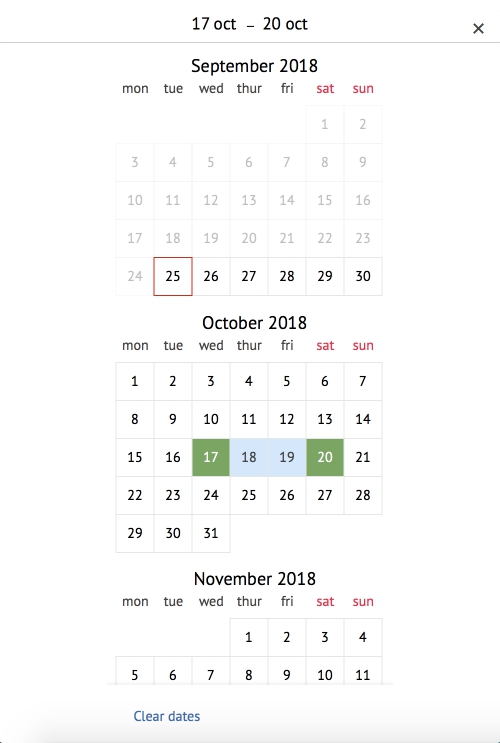 17 oct – 20 oct ×
September 2018
mon tue wed thur fri sat sun
1 2
3 4 5 6 7 8 9
10 11 12 13 14 15 16
17 18 19 20 21 22 23
24 25 26 27 28 29 30
October 2018
mon tue wed thur fri sat sun
1 2 3 4 5 6 7
8 9 10 11 12 13 14
15 16 17 18 19 20 21
22 23 24 25 26 27 28
29 30 31
November 2018
mon tue wed thur fri sat sun
1 2 3 4
5 6 7 8 9 10 11
Clear dates